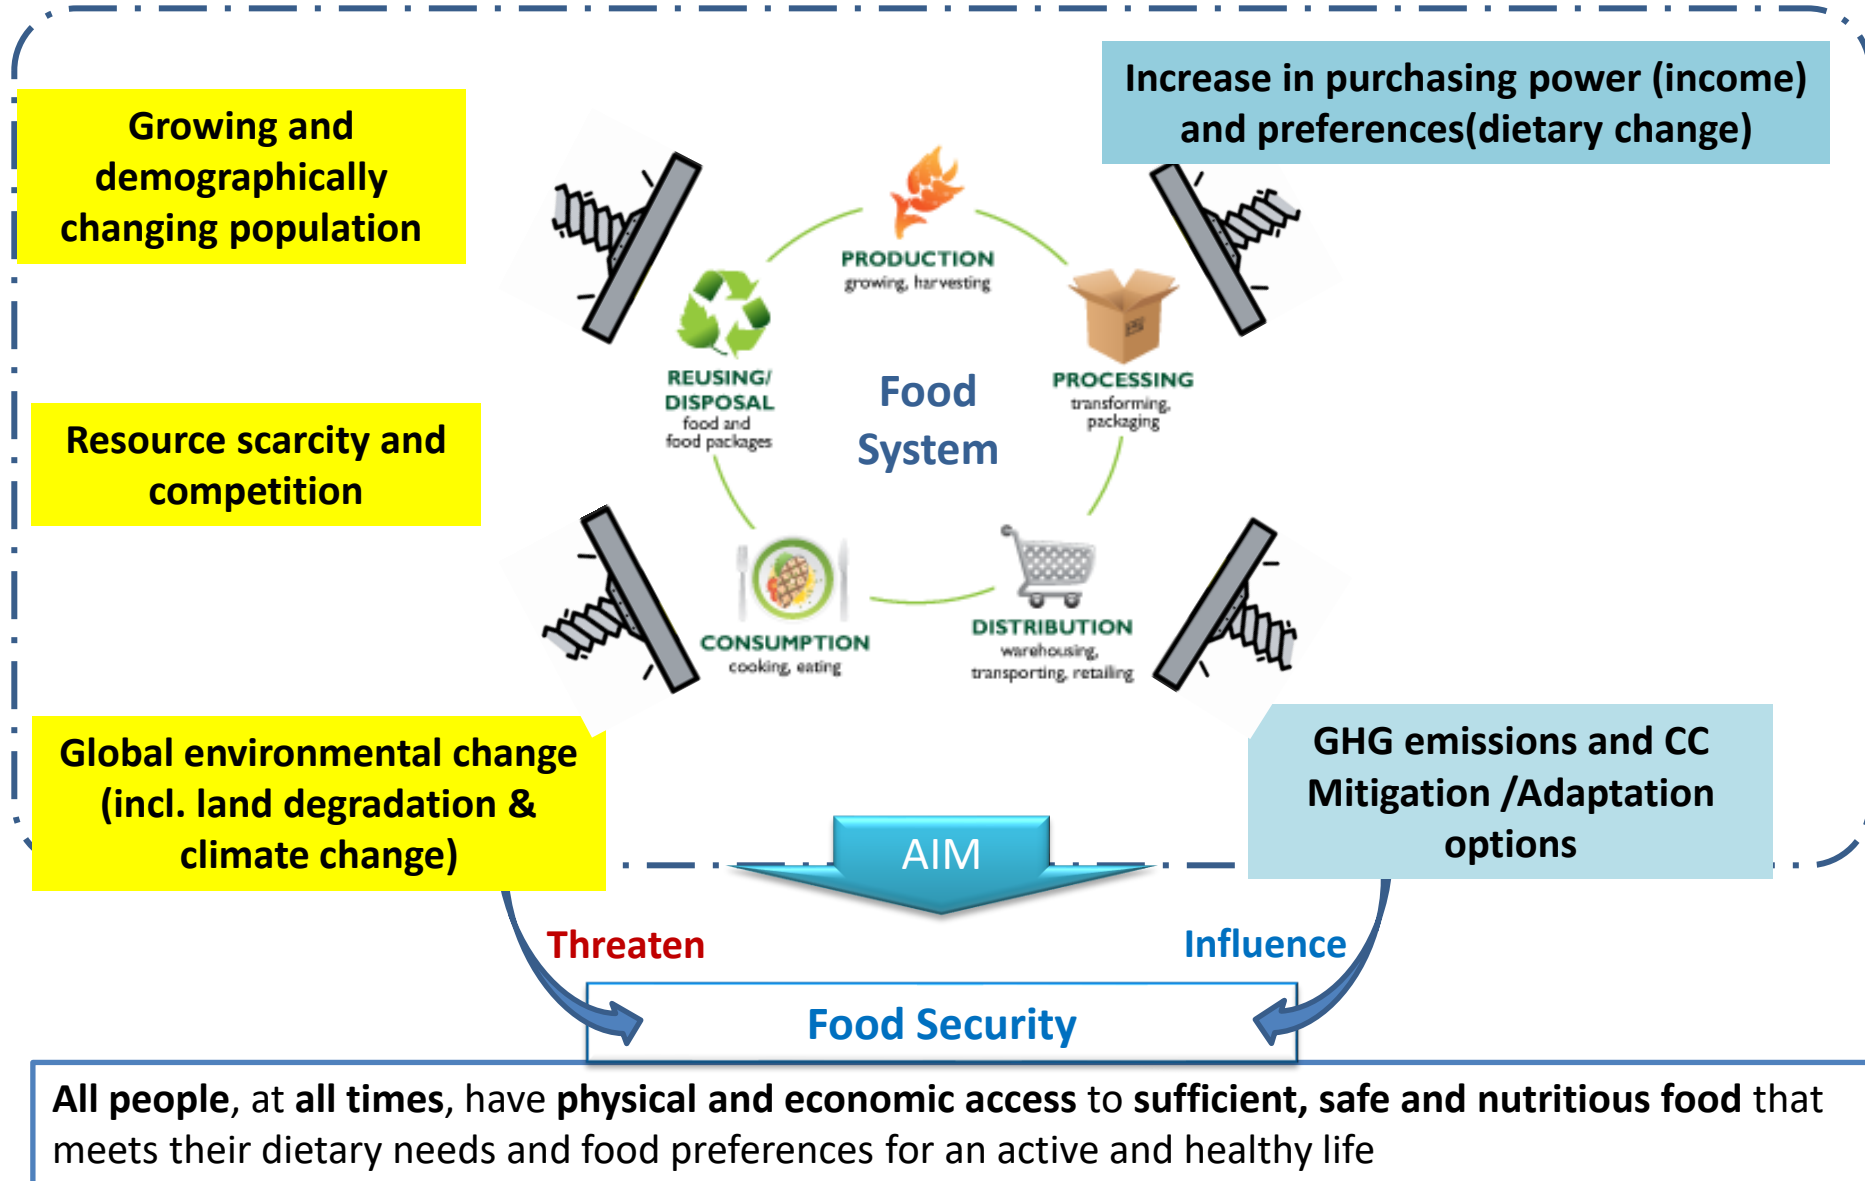 Increase in purchasing power (income)
and preferences(dietary change)
Growing and
demographically
changing population
PRODUCTION
growing, harvesting
REUSING/
DISPOSAL
food and
food packages
Food
System
PROCESSING
transforming,
packaging
Resource scarcity and
competition
CONSUMPTION
cooking, eating
DISTRIBUTION
warehousing,
transporting, retailing
Global environmental change
(incl. land degradation &
climate change)
GHG emissions and CC
Mitigation /Adaptation
options
AIM
Threaten
Influence
Food Security
All people, at all times, have physical and economic access to sufficient, safe and nutritious food that
meets their dietary needs and food preferences for an active and healthy life